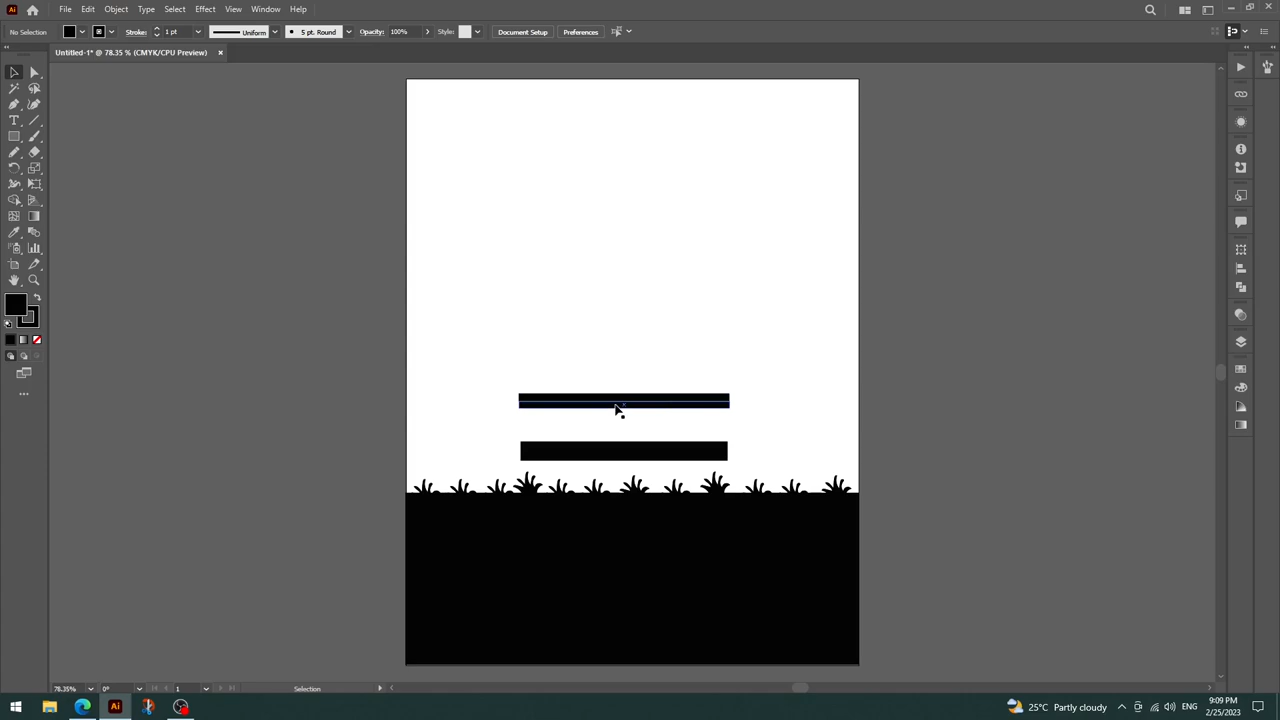 Ai File Edit Object Type Select Effect View Window Help
No Selection Stroke: 1 pt Uniform 5 pt. Round Opacity: 100% Style: Document Setup Preferences
Untitled-1* @ 78.35 % (CMYK/CPU Preview) ×
78.35% 0° 1 Selection
Ai 25°C Partly cloudy ENG 9:09 PM
2/25/2023